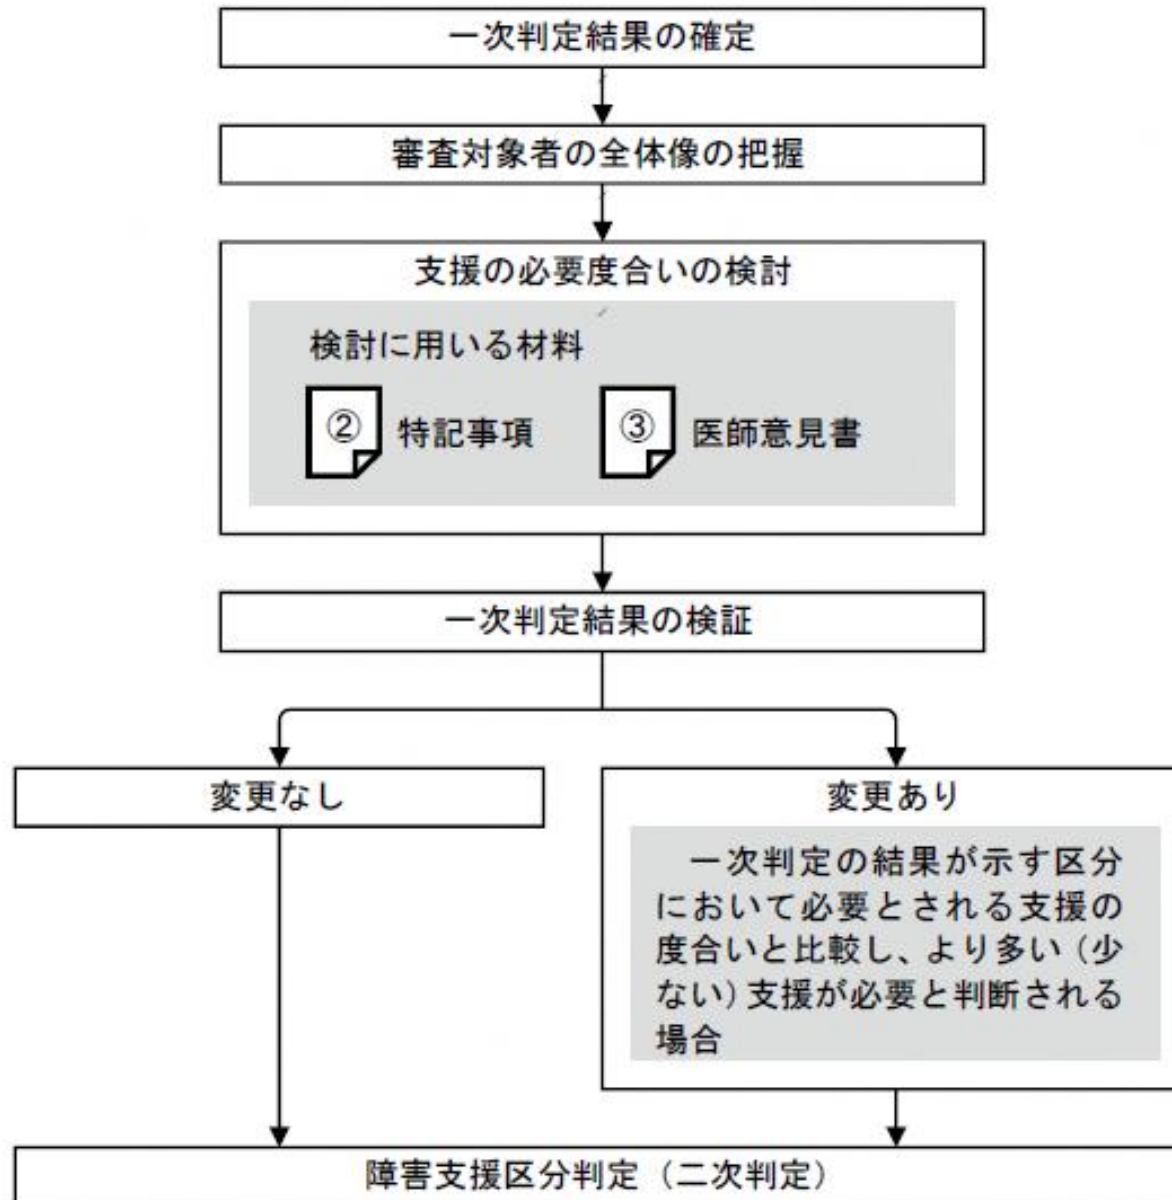 一次判定結果の確定
審査対象者の全体像の把握
支援の必要度合いの検討
検討に用いる材料
② 特記事項 ③ 医師意見書
一次判定結果の検証
変更なし
変更あり
一次判定の結果が示す区分
において必要とされる支援の
度合いと比較し、より多い（少
ない）支援が必要と判断される
場合
障害支援区分判定（二次判定）